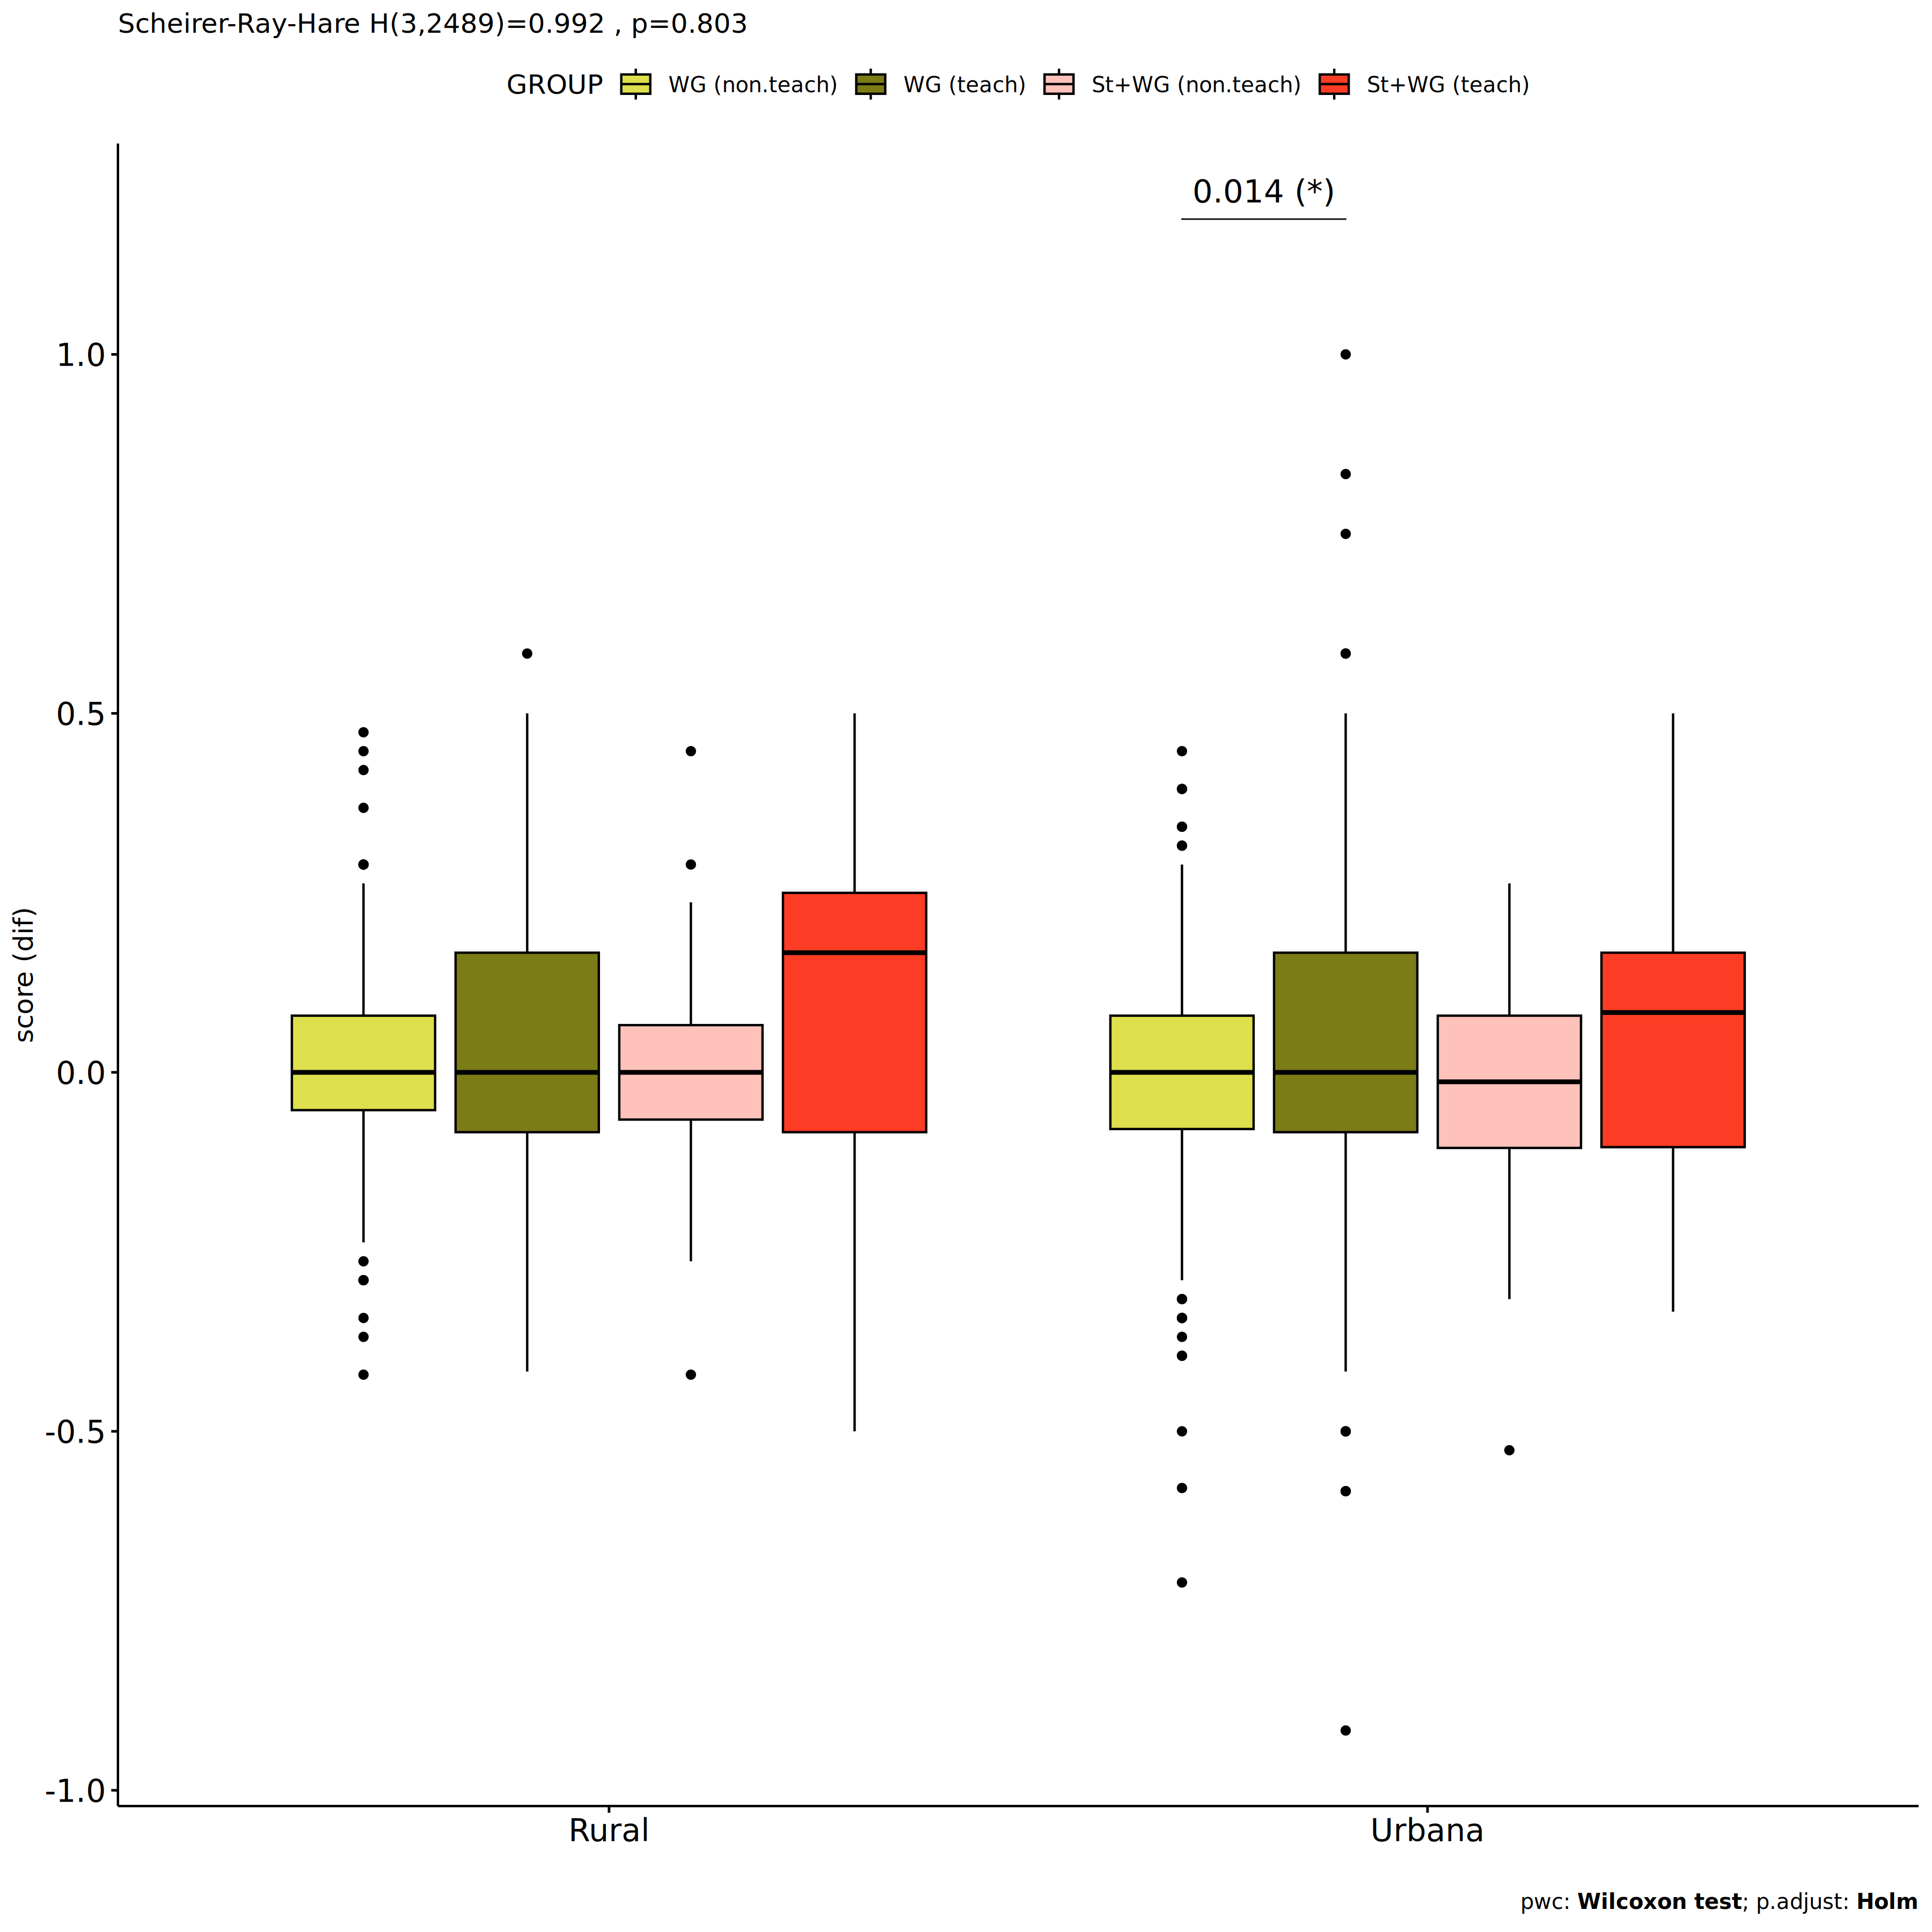 Scheirer-Ray-Hare H(3,2489)=0.992 , p=0.803
GROUP WG (non.teach) WG (teach) St+WG (non.teach) St+WG (teach)
0.014 (*)
1.0
0.5
0.0
-0.5
-1.0
score (dif)
Rural Urbana
pwc: Wilcoxon test; p.adjust: Holm